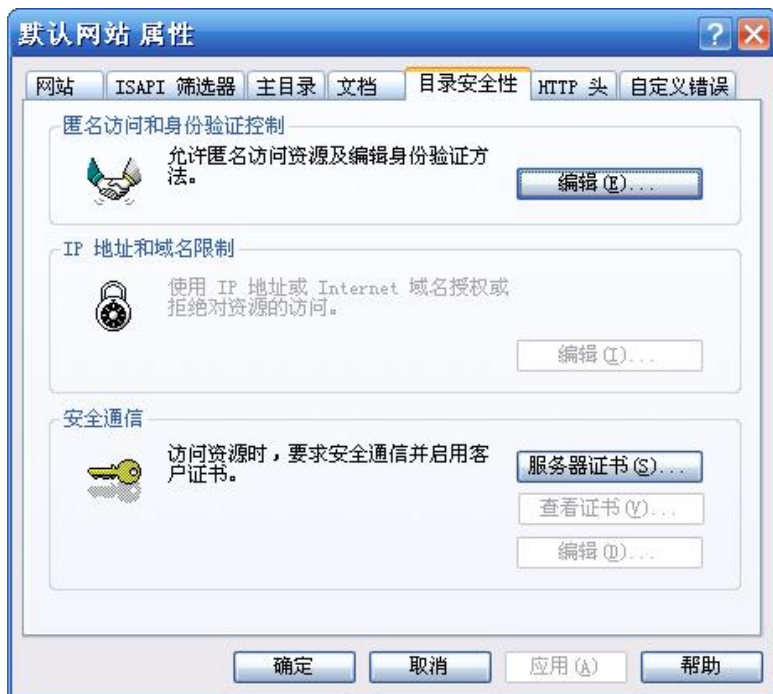 默认网站 属性
网站 ISAPI 筛选器 主目录 文档 目录安全性 HTTP 头 自定义错误
匿名访问和身份验证控制
允许匿名访问资源及编辑身份验证方
法。
编辑(E)...
IP 地址和域名限制
使用 IP 地址或 Internet 域名授权或
拒绝对资源的访问。
编辑(I)...
安全通信
访问资源时，要求安全通信并启用客
户证书。
服务器证书(S)...
查看证书(V)...
编辑(D)...
确定 取消 应用(A) 帮助